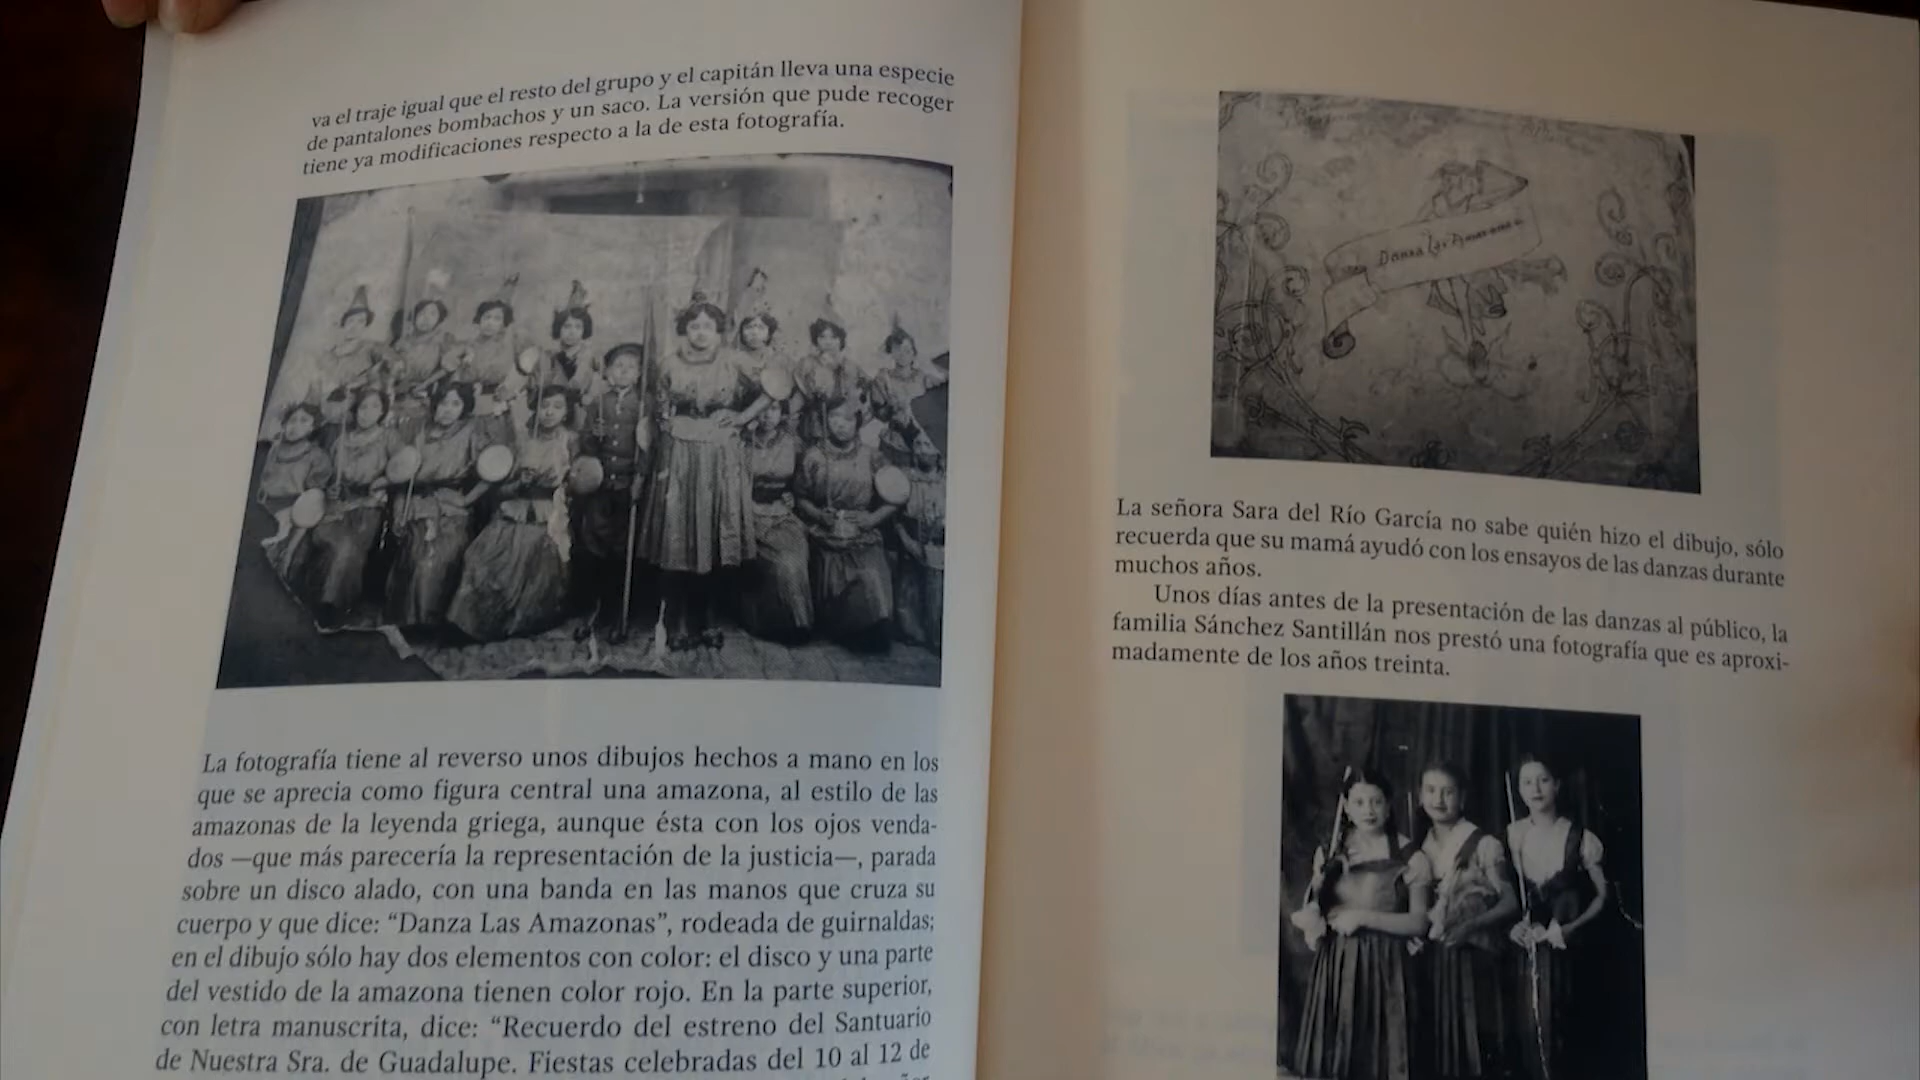 va el traje igual que el resto del grupo y el capitán lleva una especie
de pantalones bombachos y un saco. La versión que pude recoger
tiene ya modificaciones respecto a la de esta fotografía.
La fotografía tiene al reverso unos dibujos hechos a mano en los
que se aprecia como figura central una amazona, al estilo de las
amazonas de la leyenda griega, aunque ésta con los ojos venda-
dos —que más parecería la representación de la justicia—, parada
sobre un disco alado, con una banda en las manos que cruza su
cuerpo y que dice: “Danza Las Amazonas”, rodeada de guirnaldas;
en el dibujo sólo hay dos elementos con color: el disco y una parte
del vestido de la amazona tienen color rojo. En la parte superior,
con letra manuscrita, dice: “Recuerdo del estreno del Santuario
de Nuestra Sra. de Guadalupe. Fiestas celebradas del 10 al 12 de
Danza Las Amazonas
La señora Sara del Río García no sabe quién hizo el dibujo, sólo
recuerda que su mamá ayudó con los ensayos de las danzas durante
muchos años.
Unos días antes de la presentación de las danzas al público, la
familia Sánchez Santillán nos prestó una fotografía que es aproxi-
madamente de los años treinta.